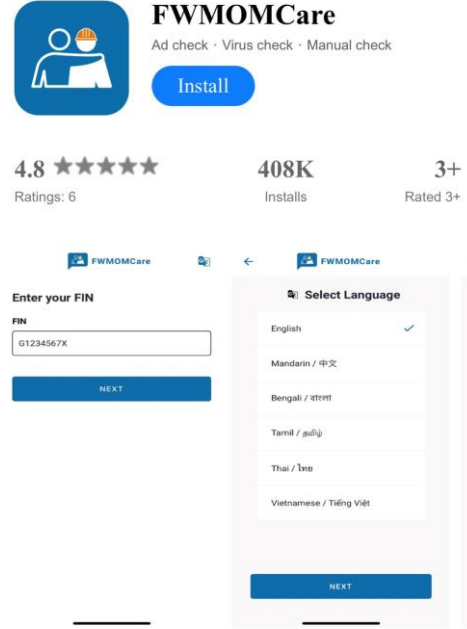 FWMOMCare
Ad check · Virus check · Manual check
Install
4.8 ★★★★★ 408K 3+
Ratings: 6 Installs Rated 3+
FWMOMCare
Enter your FIN
FIN
G1234567X
NEXT
FWMOMCare
Select Language
English
Mandarin / 中文
Bengali / বাংলা
Tamil / தமிழ்
Thai / ไทย
Vietnamese / Tiếng Việt
NEXT